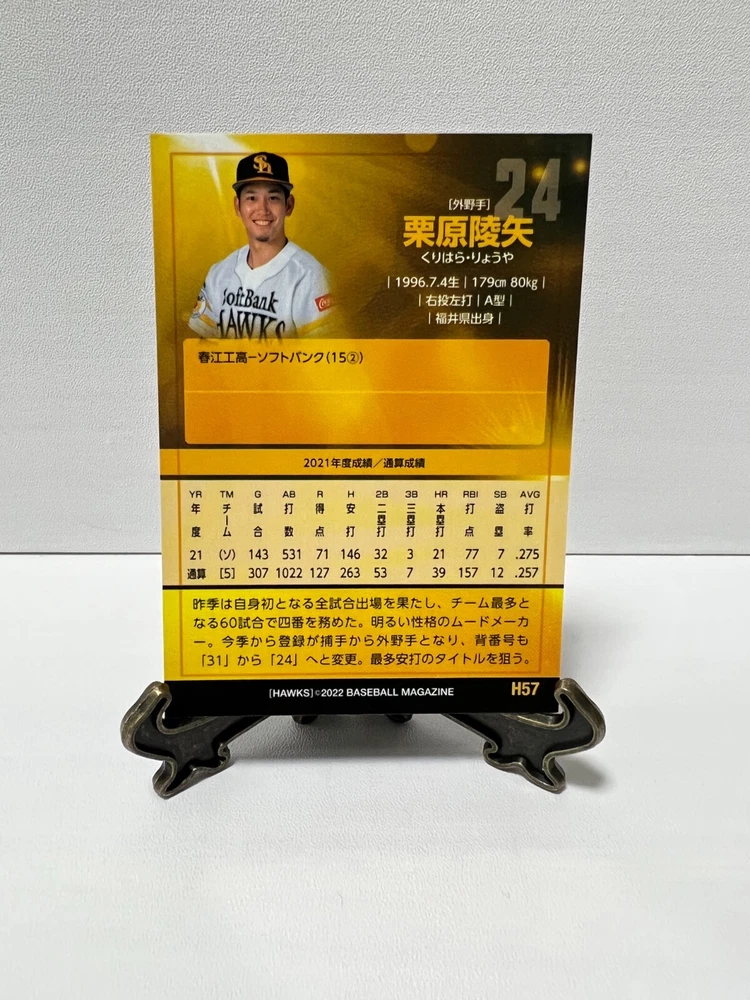 24
[外野手]
栗原陵矢
くりはら・りょうや
| 1996.7.4生 | 179㎝ 80㎏ |
| 右投左打 | A型 |
| 福井県出身 |
SH
SoftBank
HAWKS
春江工高−ソフトバンク(15②)
2021年度成績／通算成績
YR TM G AB R H 2B 3B HR RBI SB AVG
年度 チーム 試合 打数 得点 安打 二塁打 三塁打 本塁打 打点 盗塁 打率
21 (ソ) 143 531 71 146 32 3 21 77 7 .275
通算 [5] 307 1022 127 263 53 7 39 157 12 .257
昨季は自身初となる全試合出場を果たし、チーム最多と
なる60試合で四番を務めた。明るい性格のムードメーカ
ー。今季から登録が捕手から外野手となり、背番号も
「31」から「24」へと変更。最多安打のタイトルを狙う。
[HAWKS]©2022 BASEBALL MAGAZINE
H57